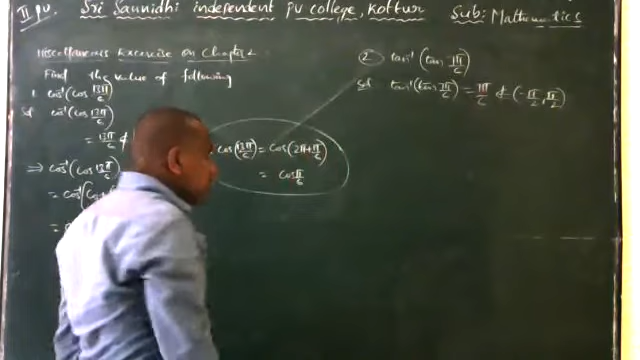 II PU. Sri Sannidhi independent PU college, Kottur Sub: Mathematics
Miscellaneous Exercise on Chapter 2
Find the value of following
1. cos⁻¹(cos 13π/6)
Sol cos⁻¹(cos 13π/6)
= 13π/6 ∉
⇒ cos⁻¹(cos 13π/6)
= cos⁻¹(cos
=
cos(13π/6) = cos(2π+π/6)
= cos π/6
2 tan⁻¹(tan 7π/6)
Sol tan⁻¹(tan 7π/6) = 7π/6 ∉ (-π/2, π/2)